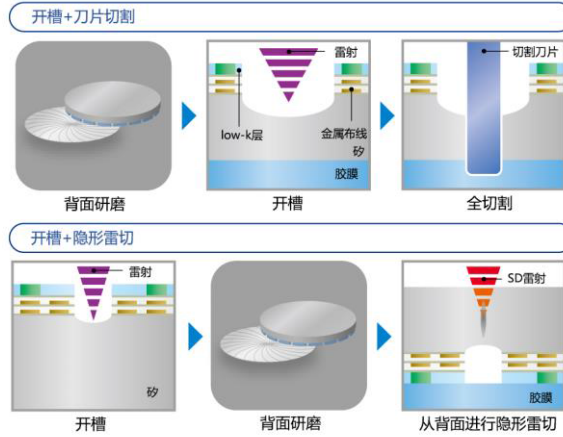 开槽+刀片切割
雷射
切割刀片
low-k层
金属布线
矽
胶膜
背面研磨
开槽
全切割
开槽+隐形雷切
雷射
SD雷射
矽
胶膜
开槽
背面研磨
从背面进行隐形雷切